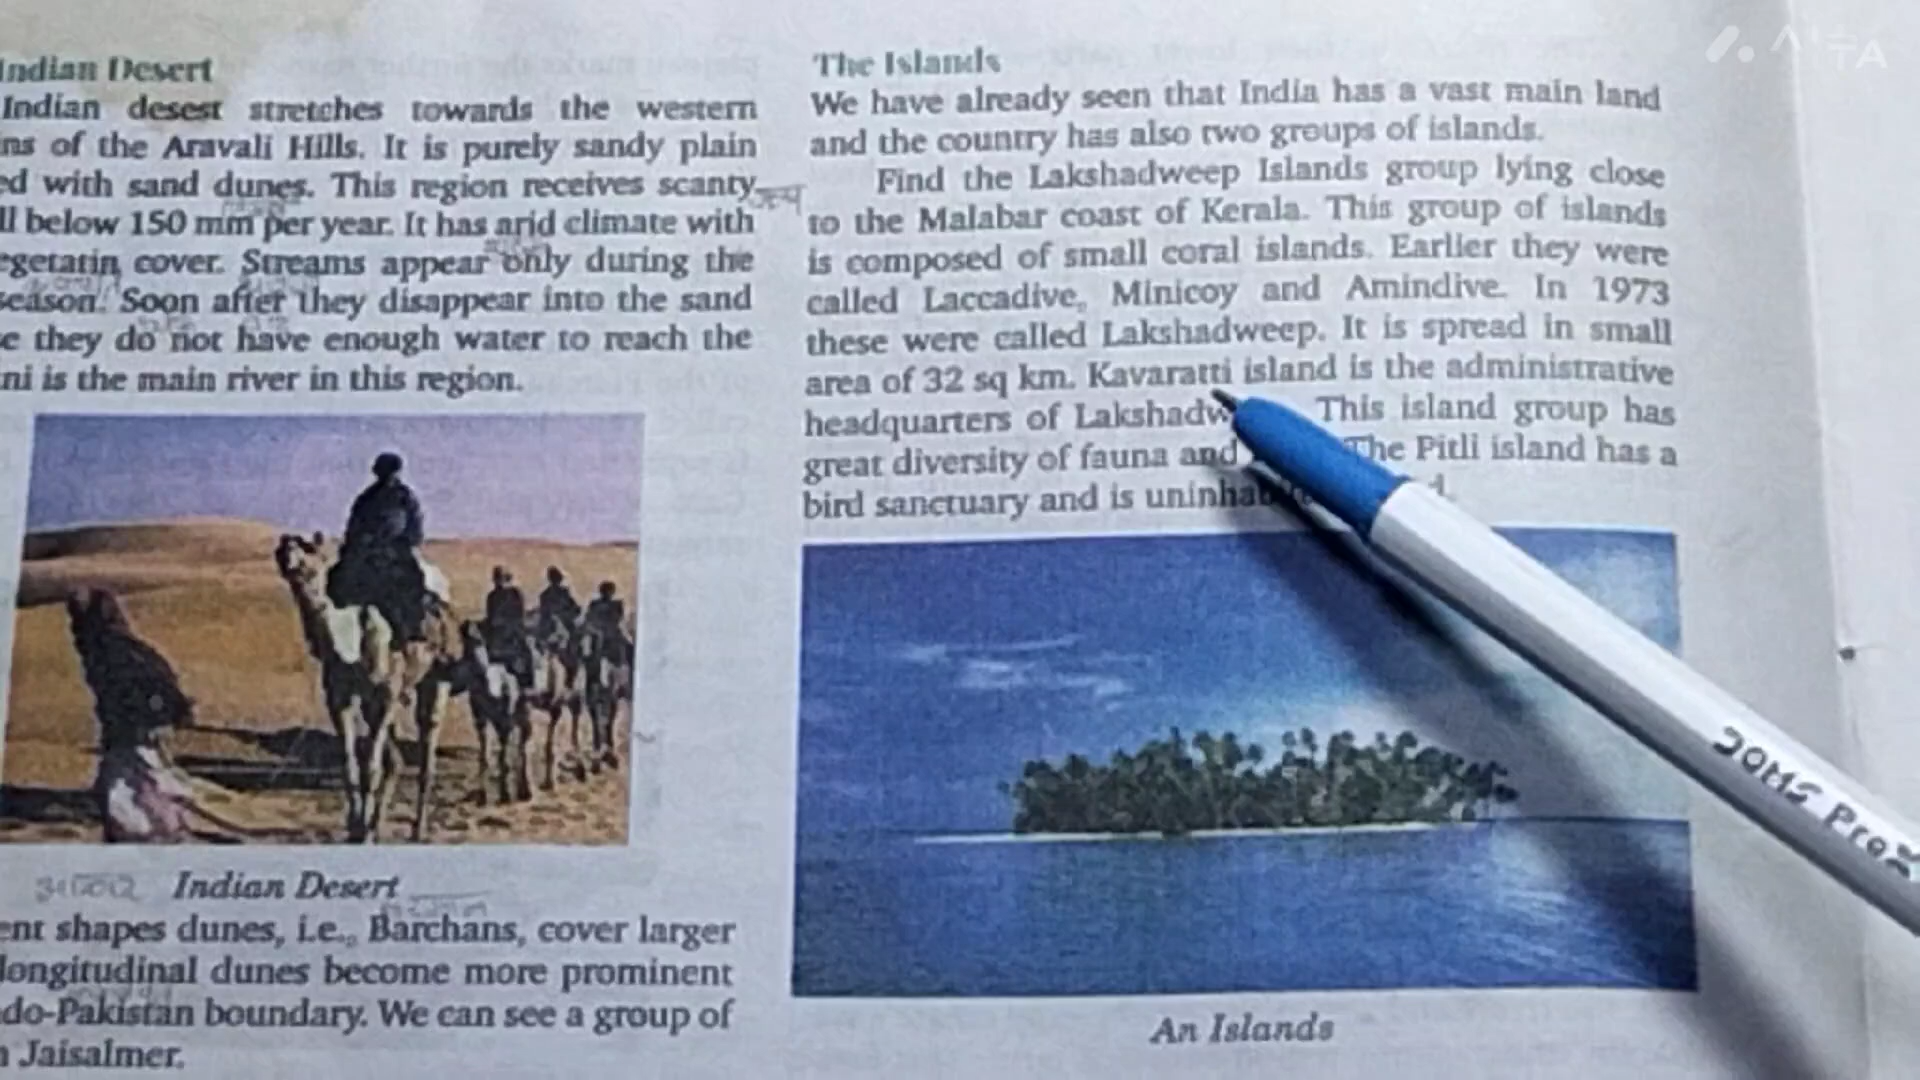 Indian Desert
Indian desest stretches towards the western
ns of the Aravali Hills. It is purely sandy plain
ed with sand dunes. This region receives scanty
ll below 150 mm per year. It has arid climate with
egetatin cover. Streams appear only during the
season. Soon after they disappear into the sand
e they do not have enough water to reach the
ni is the main river in this region.
Indian Desert
ent shapes dunes, i.e., Barchans, cover larger
longitudinal dunes become more prominent
do-Pakistan boundary. We can see a group of
n Jaisalmer.
The Islands
We have already seen that India has a vast main land
and the country has also two groups of islands.
Find the Lakshadweep Islands group lying close
to the Malabar coast of Kerala. This group of islands
is composed of small coral islands. Earlier they were
called Laccadive, Minicoy and Amindive. In 1973
these were called Lakshadweep. It is spread in small
area of 32 sq km. Kavaratti island is the administrative
headquarters of Lakshadw This island group has
great diversity of fauna and The Pitli island has a
bird sanctuary and is uninhab
An Islands
JOMS ProX